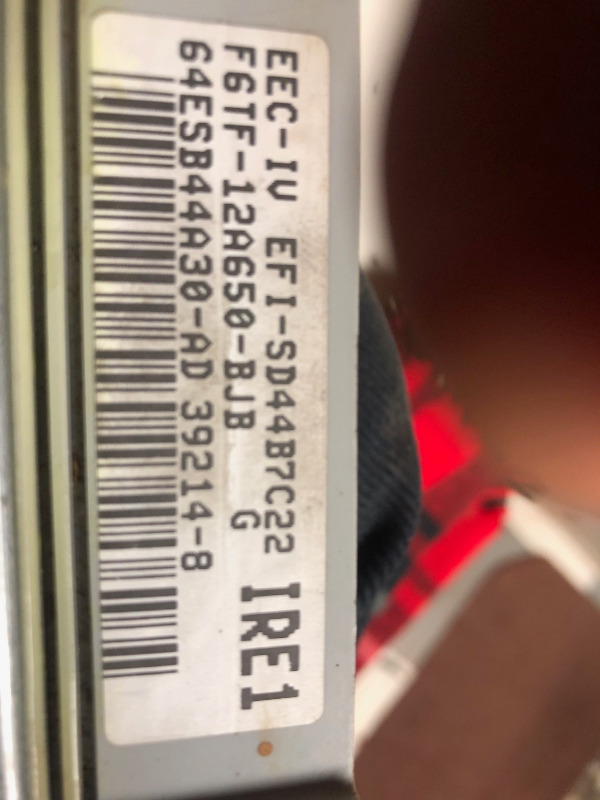 EEC-IV EFI-SD44B7C22
F6TF-12A650-BJB G
IRE1
64ESB44A30-AD 39214-8